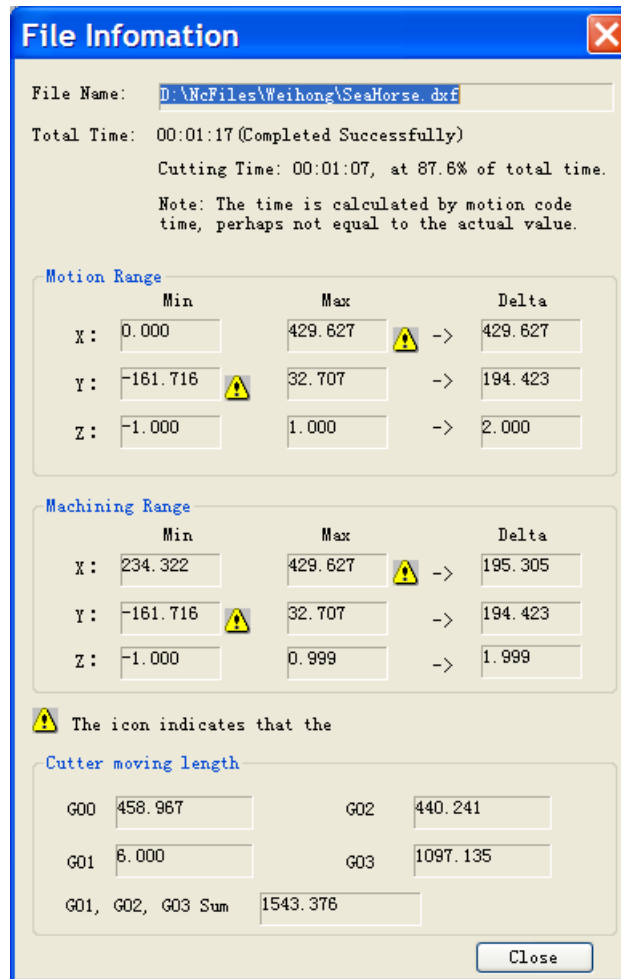 File Infomation
File Name: D:\NcFiles\Weihong\SeaHorse.dxf
Total Time: 00:01:17(Completed Successfully)
Cutting Time: 00:01:07, at 87.6% of total time.
Note: The time is calculated by motion code
time, perhaps not equal to the actual value.
Motion Range
Min Max Delta
X: 0.000 429.627 -> 429.627
Y: -161.716 32.707 -> 194.423
Z: -1.000 1.000 -> 2.000
Machining Range
Min Max Delta
X: 234.322 429.627 -> 195.305
Y: -161.716 32.707 -> 194.423
Z: -1.000 0.999 -> 1.999
The icon indicates that the
Cutter moving length
G00 458.967 G02 440.241
G01 6.000 G03 1097.135
G01, G02, G03 Sum 1543.376
Close